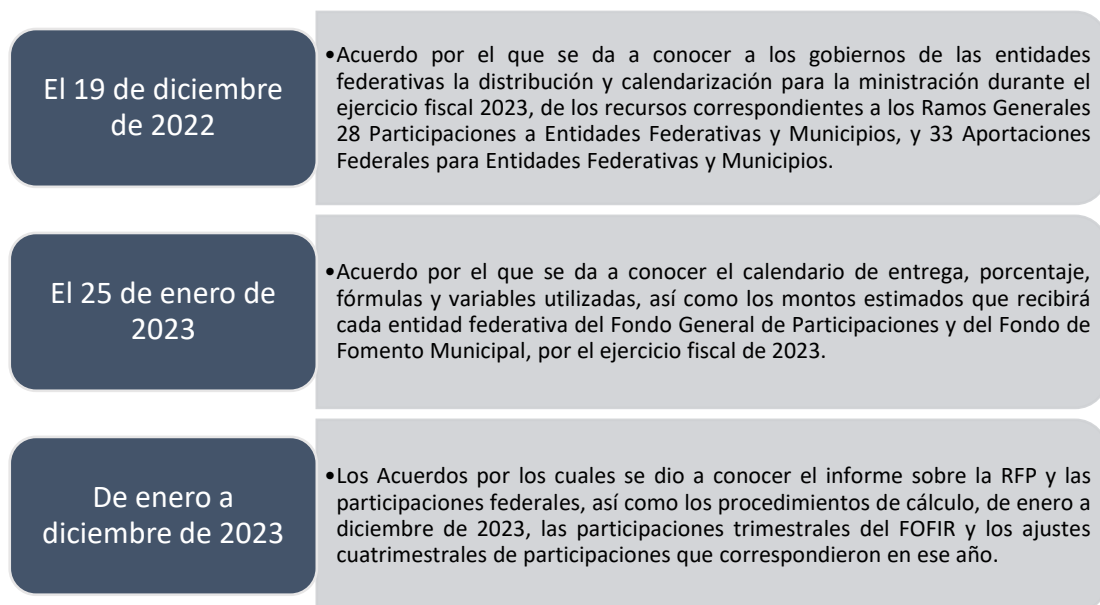 El 19 de diciembre
de 2022
•Acuerdo por el que se da a conocer a los gobiernos de las entidades
federativas la distribución y calendarización para la ministración durante el
ejercicio fiscal 2023, de los recursos correspondientes a los Ramos Generales
28 Participaciones a Entidades Federativas y Municipios, y 33 Aportaciones
Federales para Entidades Federativas y Municipios.
El 25 de enero de
2023
•Acuerdo por el que se da a conocer el calendario de entrega, porcentaje,
fórmulas y variables utilizadas, así como los montos estimados que recibirá
cada entidad federativa del Fondo General de Participaciones y del Fondo de
Fomento Municipal, por el ejercicio fiscal de 2023.
De enero a
diciembre de 2023
•Los Acuerdos por los cuales se dio a conocer el informe sobre la RFP y las
participaciones federales, así como los procedimientos de cálculo, de enero a
diciembre de 2023, las participaciones trimestrales del FOFIR y los ajustes
cuatrimestrales de participaciones que correspondieron en ese año.